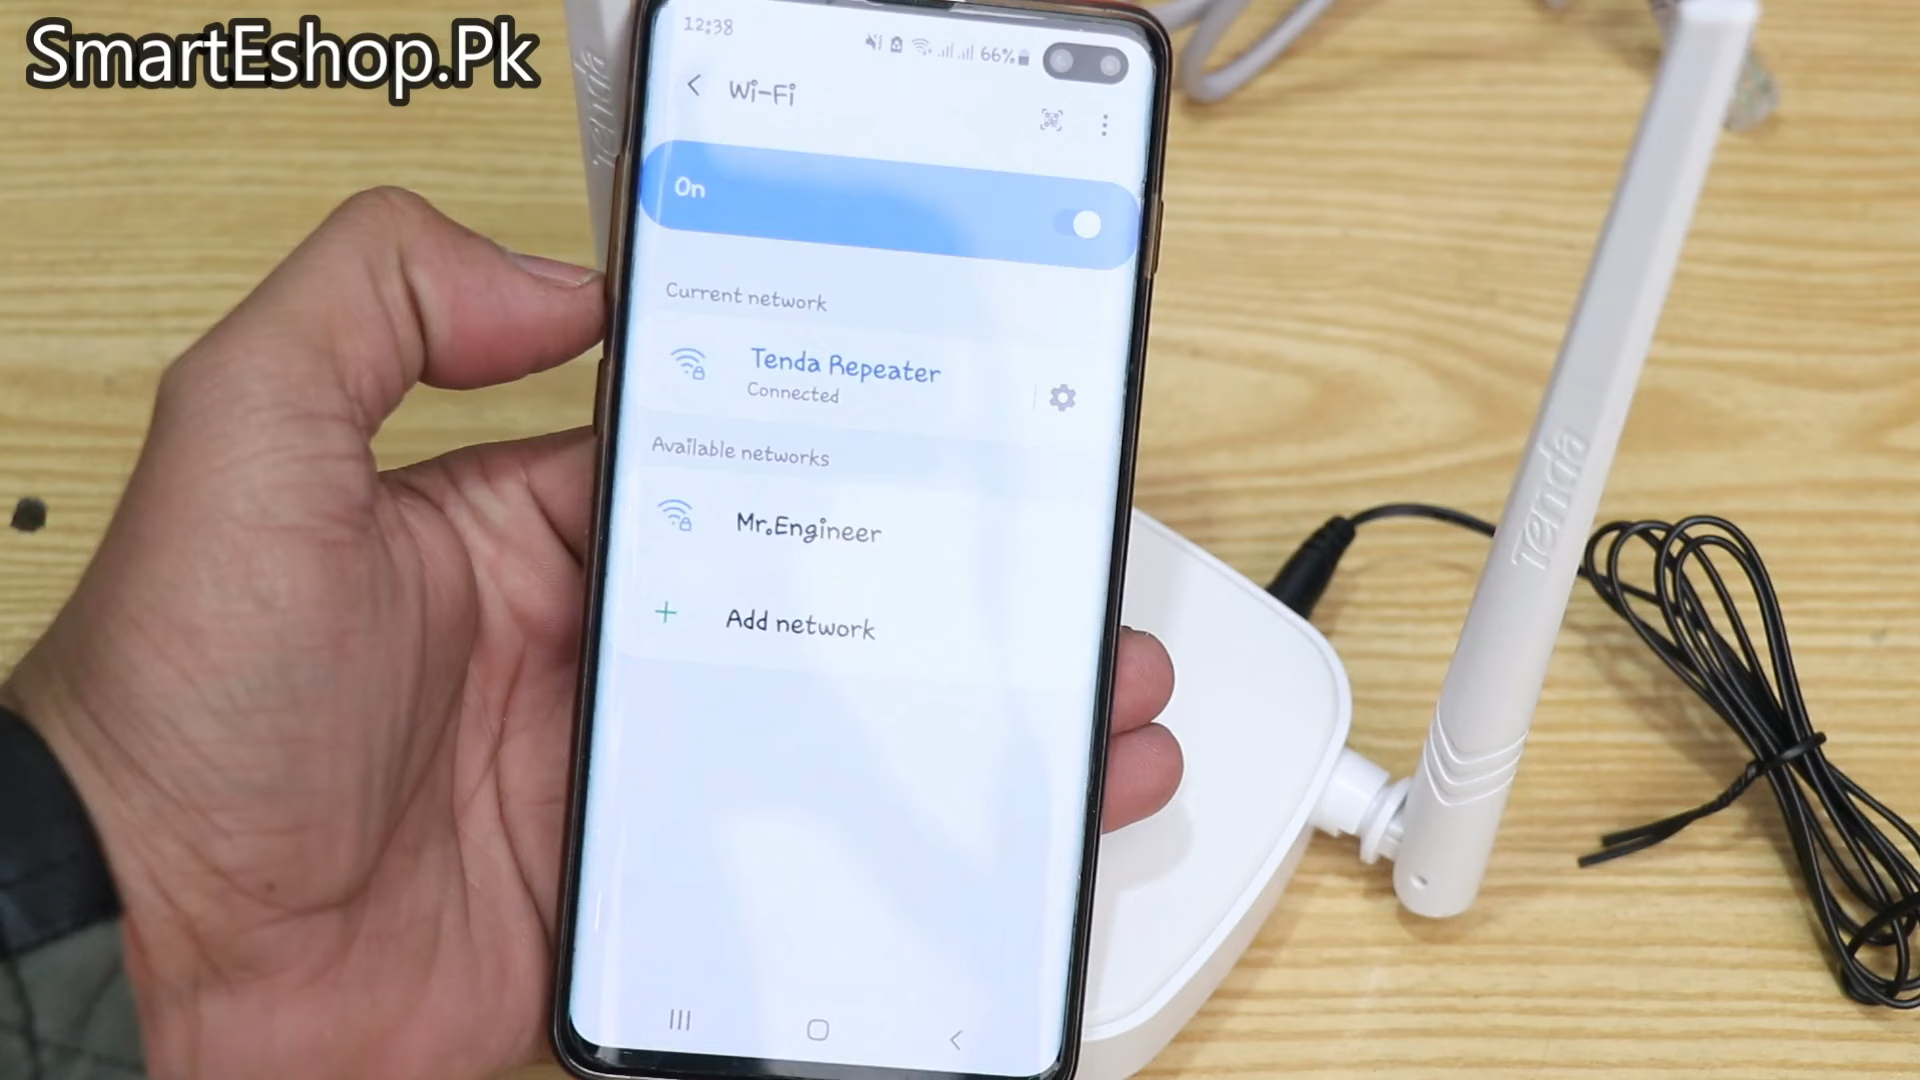 SmartEshop.Pk
12:38
66%
Wi-Fi
On
Current network
Tenda Repeater
Connected
Available networks
Mr.Engineer
Add network
Tenda
Tenda